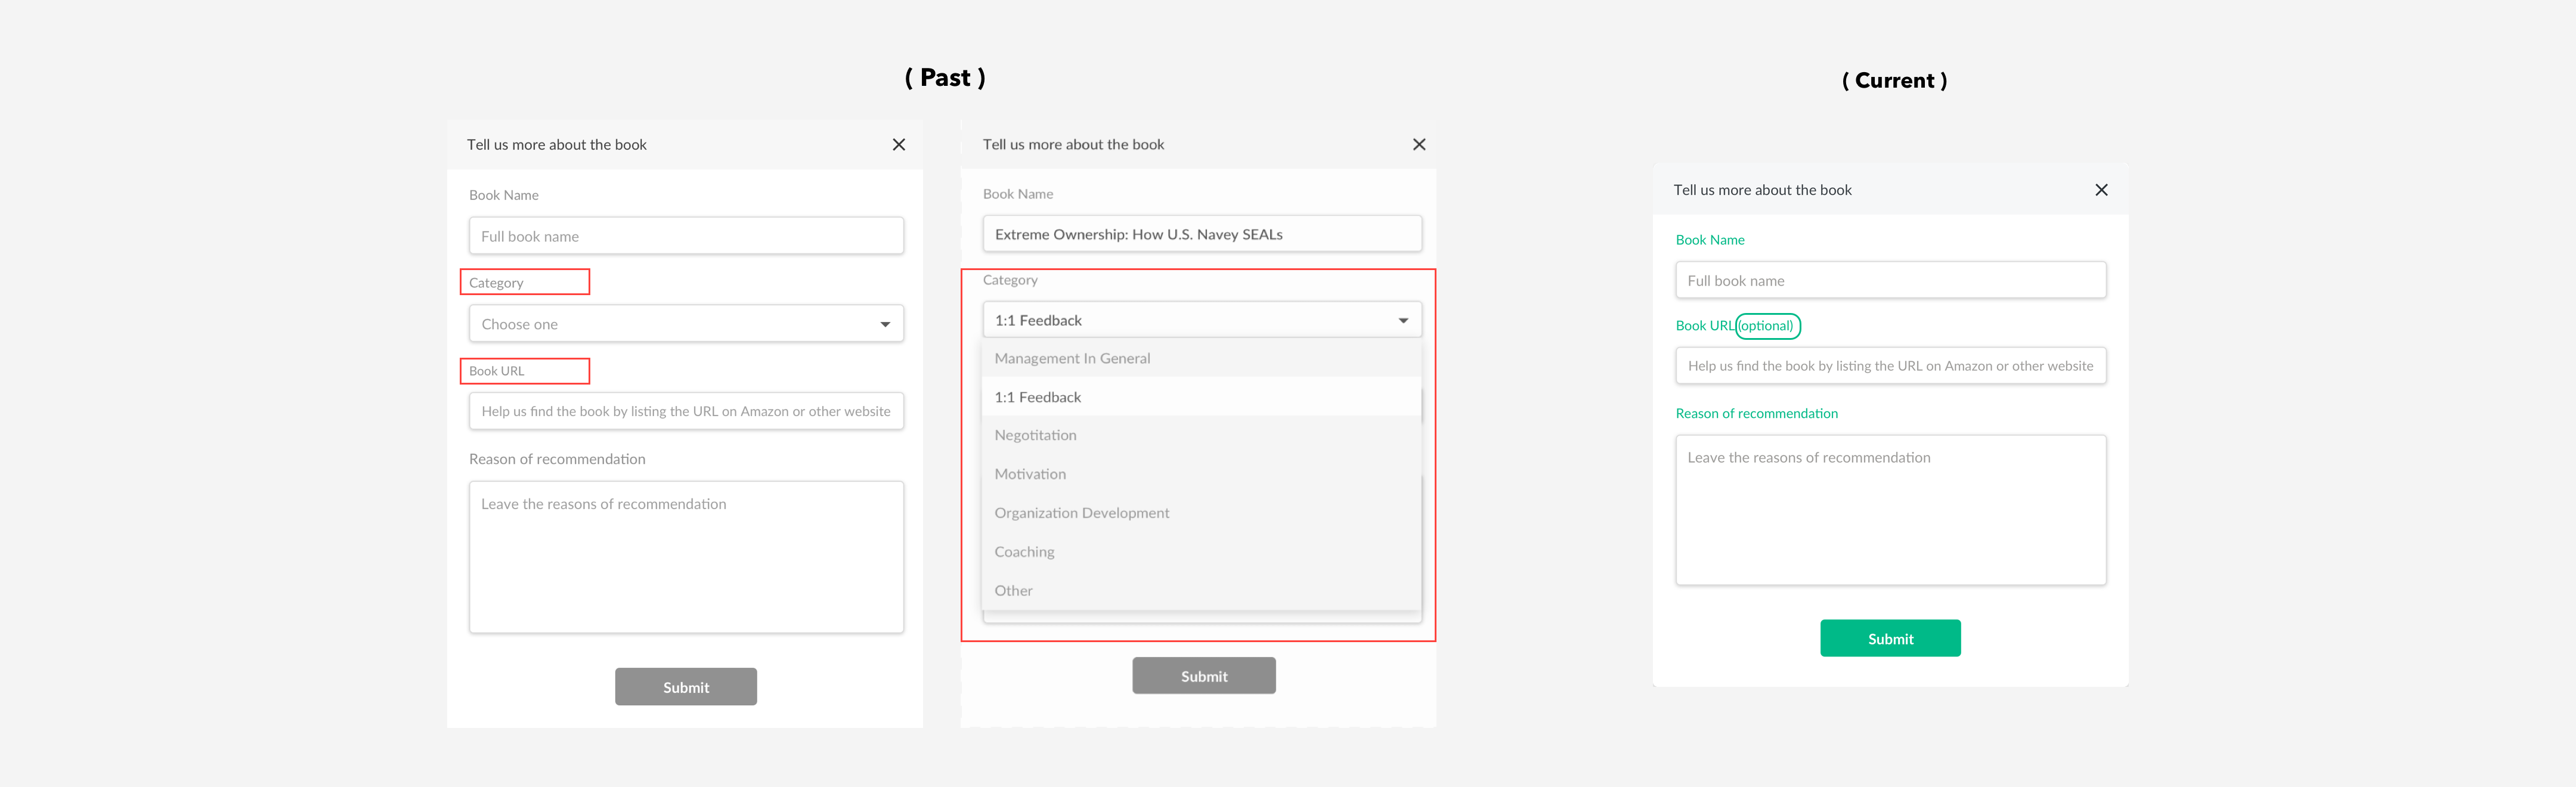 ( Past )
Tell us more about the book
Book Name
Full book name
Category
Choose one
Book URL
Help us find the book by listing the URL on Amazon or other website
Reason of recommendation
Leave the reasons of recommendation
Submit
Tell us more about the book
Book Name
Extreme Ownership: How U.S. Navey SEALs
Category
1:1 Feedback
Management In General
1:1 Feedback
Negotitation
Motivation
Organization Development
Coaching
Other
Submit
( Current )
Tell us more about the book
Book Name
Full book name
Book URL (optional)
Help us find the book by listing the URL on Amazon or other website
Reason of recommendation
Leave the reasons of recommendation
Submit